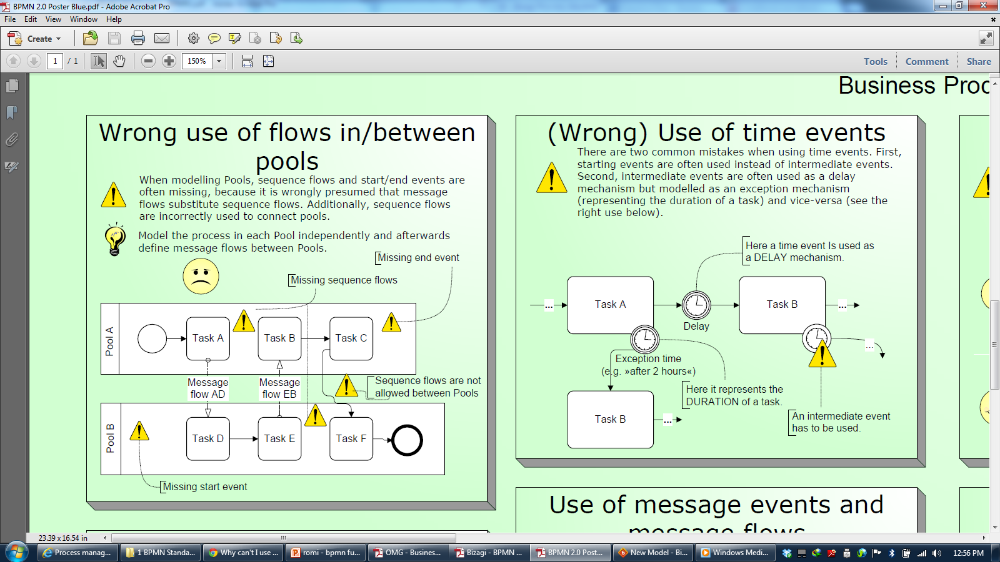 BPMN 2.0 Poster Blue.pdf - Adobe Acrobat Pro
File Edit View Window Help
Create
1 / 1 150% Tools Comment Share
Business Proc
Wrong use of flows in/between
pools
When modelling Pools, sequence flows and start/end events are
often missing, because it is wrongly presumed that message
flows substitute sequence flows. Additionally, sequence flows
are incorrectly used to connect pools.
Model the process in each Pool independently and afterwards
define message flows between Pools.
Missing end event
Missing sequence flows
Pool A
Task A
Task B
Task C
Message
flow AD
Message
flow EB
Sequence flows are not
allowed between Pools
Pool B
Task D
Task E
Task F
Missing start event
(Wrong) Use of time events
There are two common mistakes when using time events. First,
starting events are often used instead of intermediate events.
Second, intermediate events are often used as a delay
mechanism but modelled as an exception mechanism
(representing the duration of a task) and vice-versa (see the
right use below).
Here a time event Is used as
a DELAY mechanism.
...
Task A
Delay
Task B
...
...
Exception time
(e.g. »after 2 hours«)
Here it represents the
DURATION of a task.
Task B
...
An intermediate event
has to be used.
Use of message events and
message flows
23.39 x 16.54 in
Process manag...
1 BPMN Standa...
Why can't I use ...
romi - bpmn fu...
OMG - Busines...
Bizagi - BPMN ...
BPMN 2.0 Post...
New Model - Bi...
Windows Medi...
12:56 PM